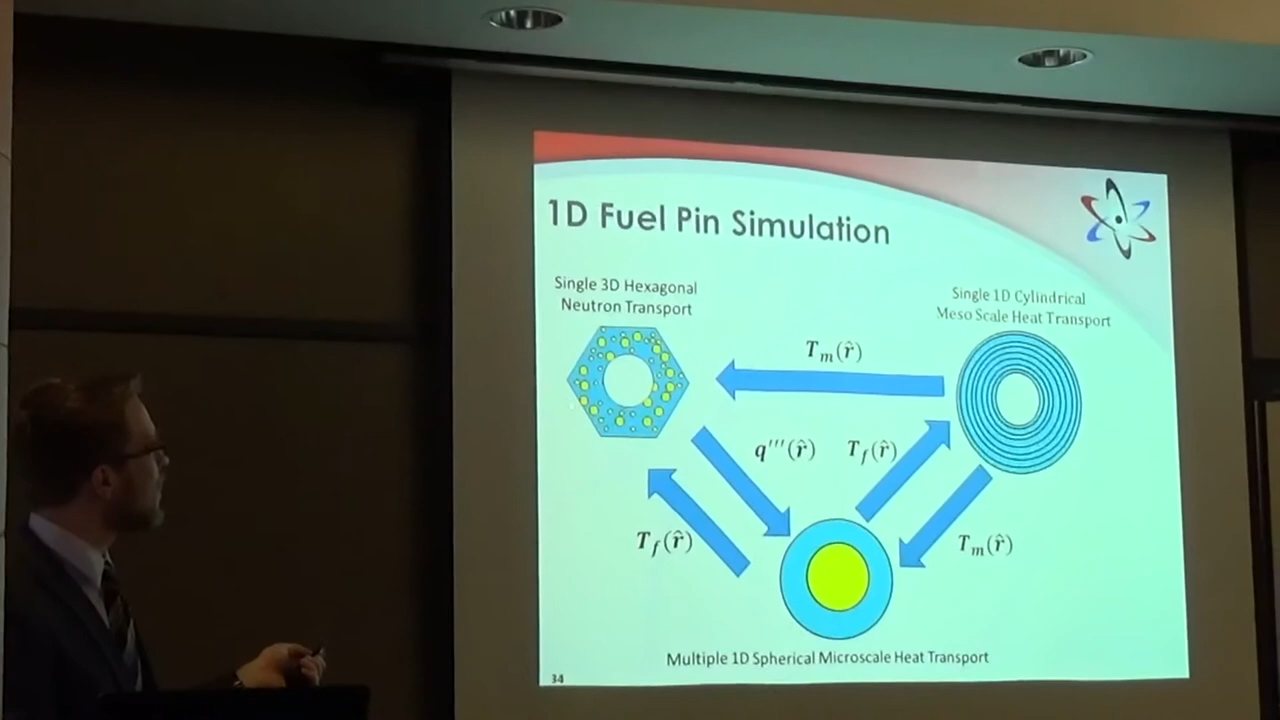 1D Fuel Pin Simulation
Single 3D Hexagonal
Neutron Transport
Single 1D Cylindrical
Meso Scale Heat Transport
T_m(r̂)
q′′′(r̂)
T_f(r̂)
T_f(r̂)
T_m(r̂)
Multiple 1D Spherical Microscale Heat Transport
34